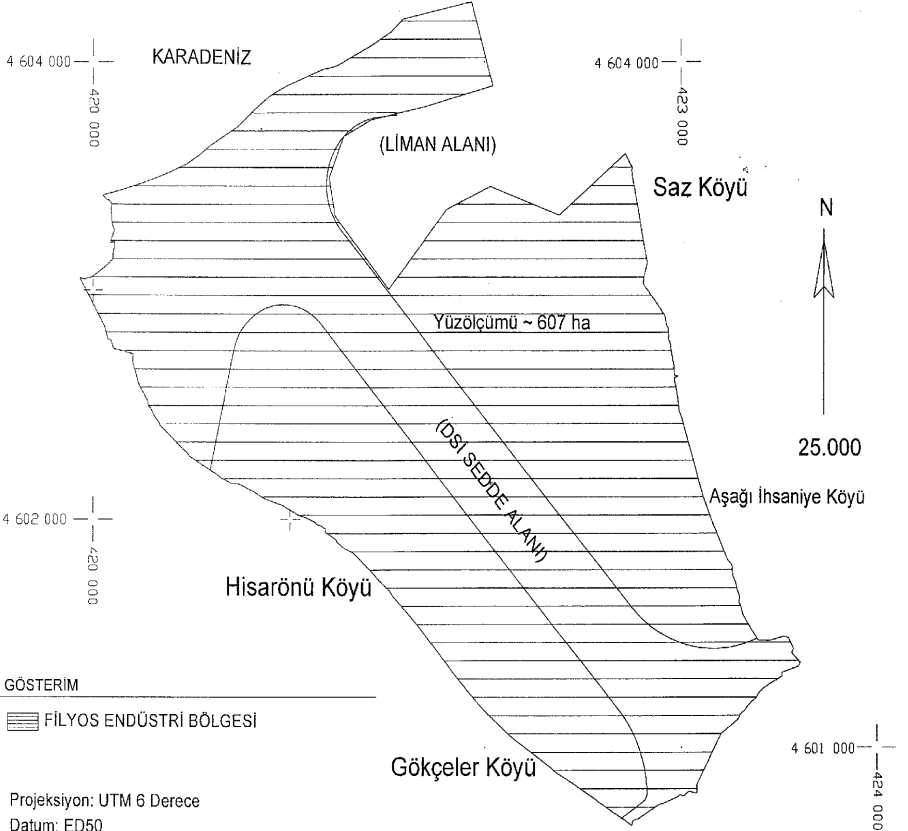 KARADENİZ
4 604 000
420 000
4 604 000
423 000
(LİMAN ALANI)
Saz Köyü
N
Yüzölçümü ~ 607 ha
25.000
(DSI SEDDE ALANI)
Aşağı İhsaniye Köyü
4 602 000
420 000
Hisarönü Köyü
GÖSTERİM
FİLYOS ENDÜSTRİ BÖLGESİ
4 601 000
424 000
Gökçeler Köyü
Projeksiyon: UTM 6 Derece
Datum: ED50